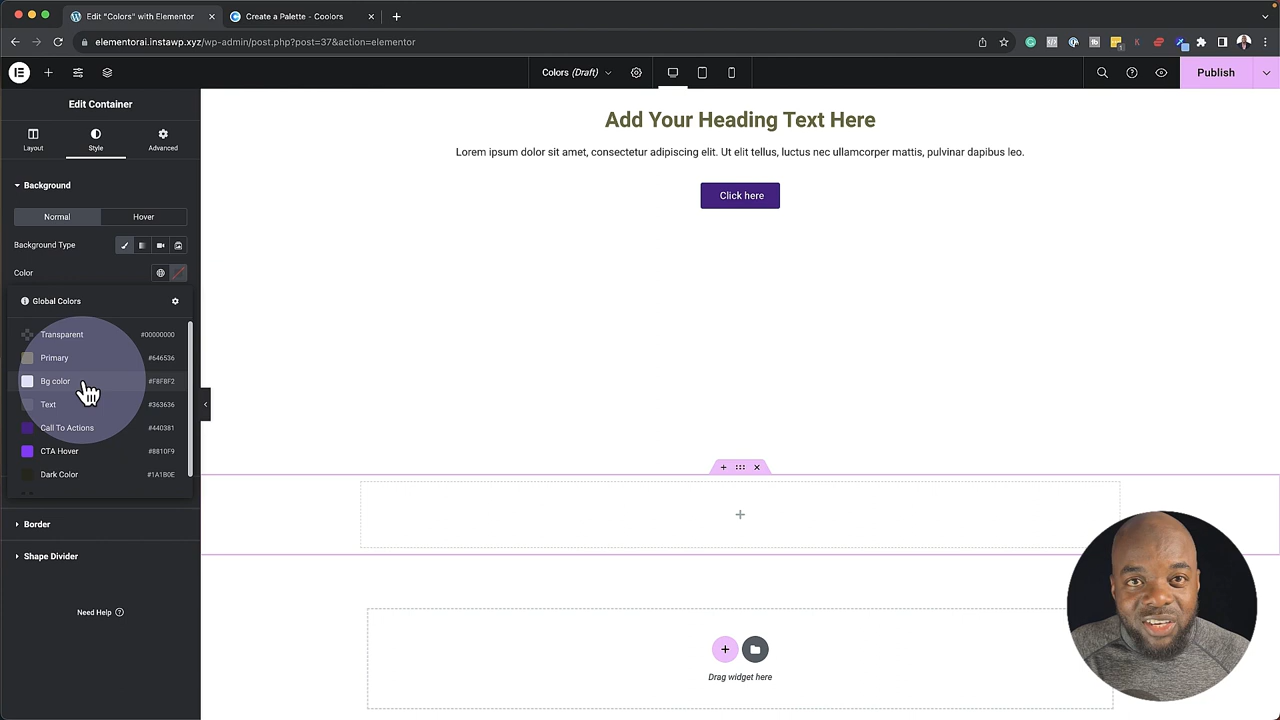 Edit "Colors" with Elementor
Create a Palette - Coolors
elementorai.instawp.xyz/wp-admin/post.php?post=37&action=elementor
Colors (Draft)
Publish
Edit Container
Layout
Style
Advanced
Background
Normal
Hover
Background Type
Color
Global Colors
Transparent #00000000
Primary #646536
Bg color #F8F8F2
Text #363636
Call To Actions #440381
CTA Hover #8810F9
Dark Color #1A1B0E
Border
Shape Divider
Need Help
Add Your Heading Text Here
Lorem ipsum dolor sit amet, consectetur adipiscing elit. Ut elit tellus, luctus nec ullamcorper mattis, pulvinar dapibus leo.
Click here
Drag widget here